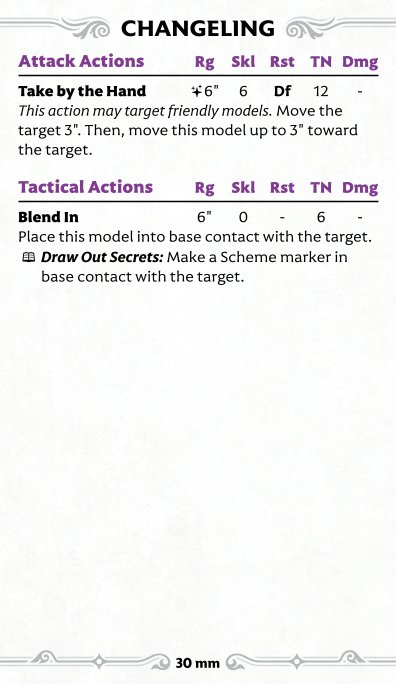 CHANGELING
Attack Actions Rg Skl Rst TN Dmg
Take by the Hand 6" 6 Df 12 -
This action may target friendly models. Move the
target 3". Then, move this model up to 3" toward
the target.
Tactical Actions Rg Skl Rst TN Dmg
Blend In 6" 0 - 6 -
Place this model into base contact with the target.
Draw Out Secrets: Make a Scheme marker in
base contact with the target.
30 mm